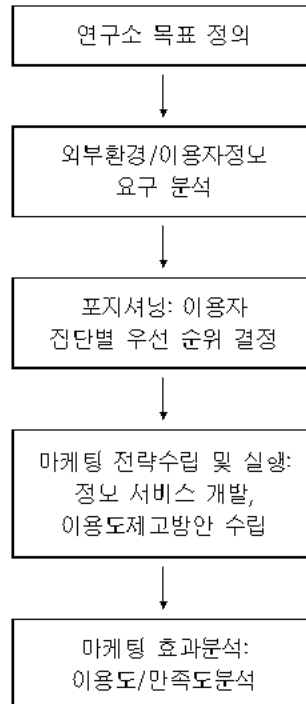 연구소 목표 정의
외부환경/이용자정보
요구 분석
포지셔닝: 이용자
집단별 우선 순위 결정
마케팅 전략수립 및 실행:
정보 서비스 개발,
이용도제고방안 수립
마케팅 효과분석:
이용도/만족도분석